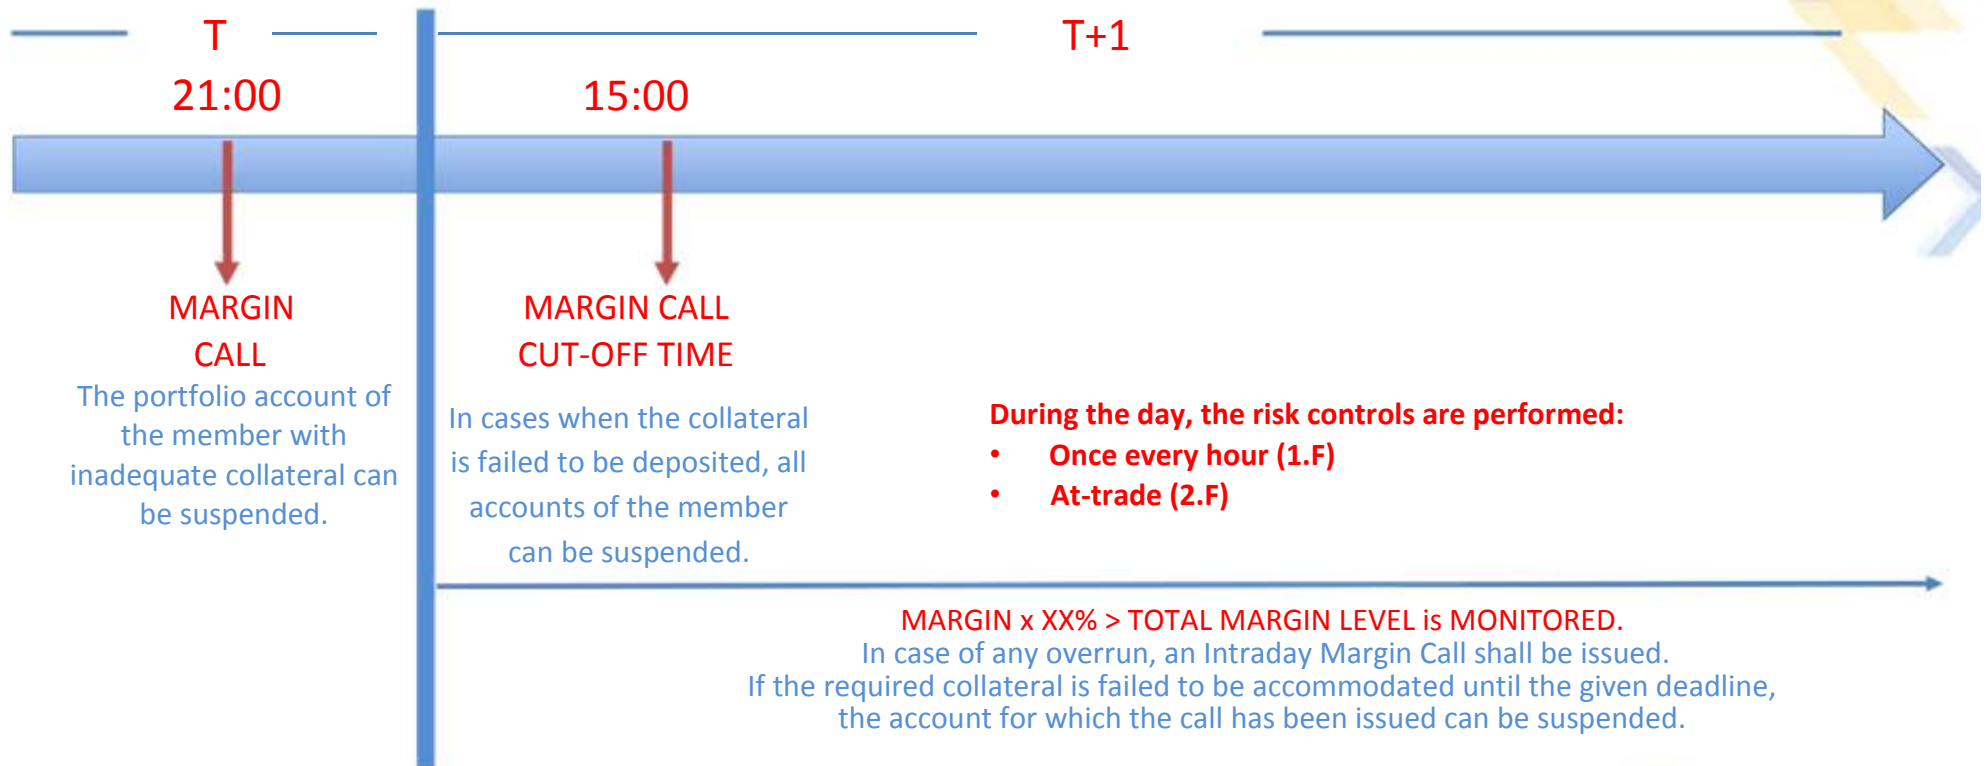 T
T+1
21:00
15:00
MARGIN
CALL
The portfolio account of
the member with
inadequate collateral can
be suspended.
MARGIN CALL
CUT-OFF TIME
In cases when the collateral
is failed to be deposited, all
accounts of the member
can be suspended.
During the day, the risk controls are performed:
• Once every hour (1.F)
• At-trade (2.F)
MARGIN x XX% > TOTAL MARGIN LEVEL is MONITORED.
In case of any overrun, an Intraday Margin Call shall be issued.
If the required collateral is failed to be accommodated until the given deadline,
the account for which the call has been issued can be suspended.